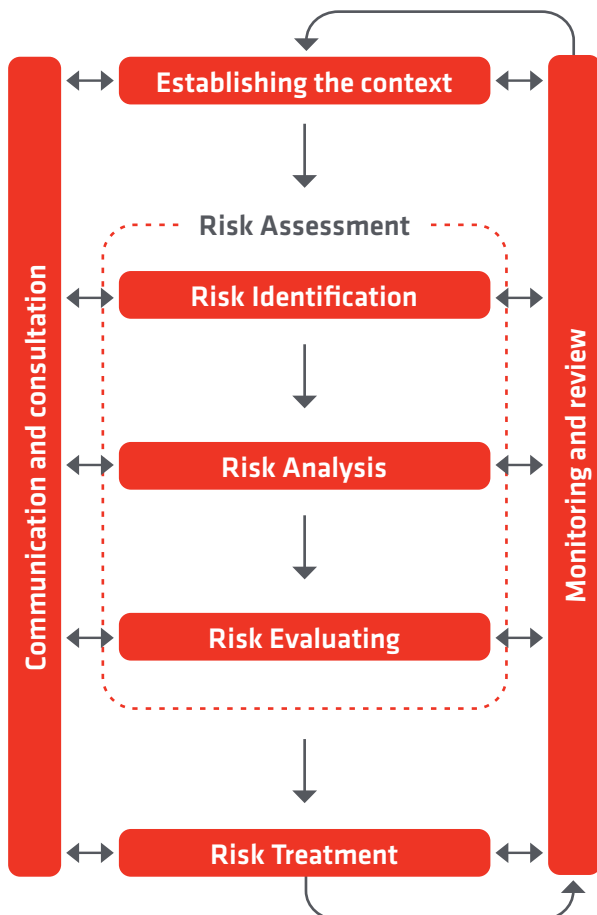 Establishing the context
Risk Assessment
Risk Identification
Risk Analysis
Risk Evaluating
Risk Treatment
Communication and consultation
Monitoring and review